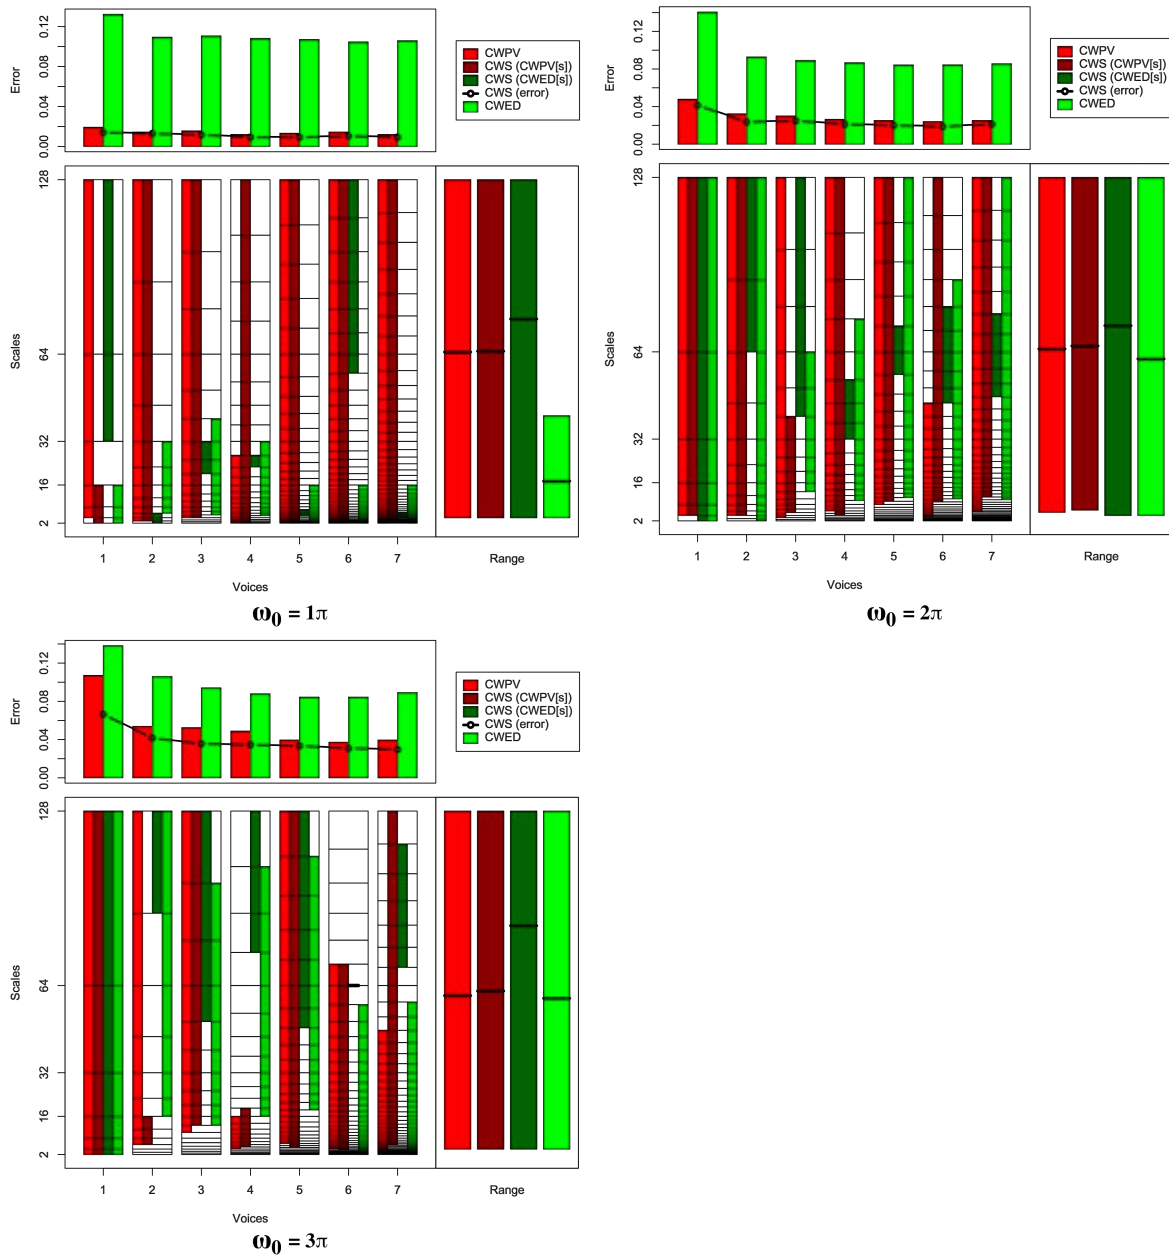 Error
0.00
0.04
0.08
0.12
CWPV
CWS (CWPV[s])
CWS (CWED[s])
CWS (error)
CWED
Scales
128
64
32
16
2
1 2 3 4 5 6 7
Range
Voices
ω₀ = 1π
Error
0.00
0.04
0.08
0.12
CWPV
CWS (CWPV[s])
CWS (CWED[s])
CWS (error)
CWED
Scales
128
64
32
16
2
1 2 3 4 5 6 7
Range
Voices
ω₀ = 2π
Error
0.00
0.04
0.08
0.12
CWPV
CWS (CWPV[s])
CWS (CWED[s])
CWS (error)
CWED
Scales
128
64
32
16
2
1 2 3 4 5 6 7
Range
Voices
ω₀ = 3π